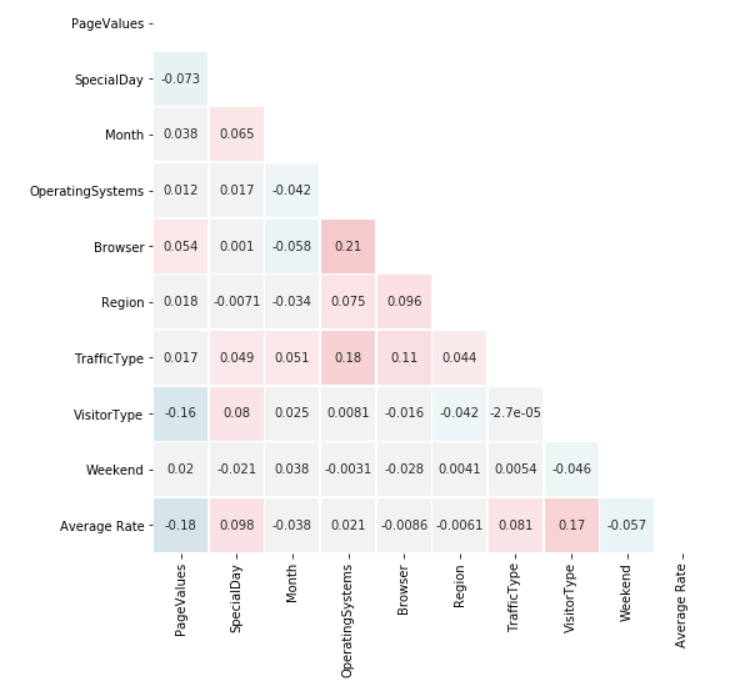 PageValues
SpecialDay -0.073
Month 0.038 0.065
OperatingSystems 0.012 0.017 -0.042
Browser 0.054 0.001 -0.058 0.21
Region 0.018 -0.0071 -0.034 0.075 0.096
TrafficType 0.017 0.049 0.051 0.18 0.11 0.044
VisitorType -0.16 0.08 0.025 0.0081 -0.016 -0.042 -2.7e-05
Weekend 0.02 -0.021 0.038 -0.0031 -0.028 0.0041 0.0054 -0.046
Average Rate -0.18 0.098 -0.038 0.021 -0.0086 -0.0061 0.081 0.17 -0.057
PageValues
SpecialDay
Month
OperatingSystems
Browser
Region
TrafficType
VisitorType
Weekend
Average Rate